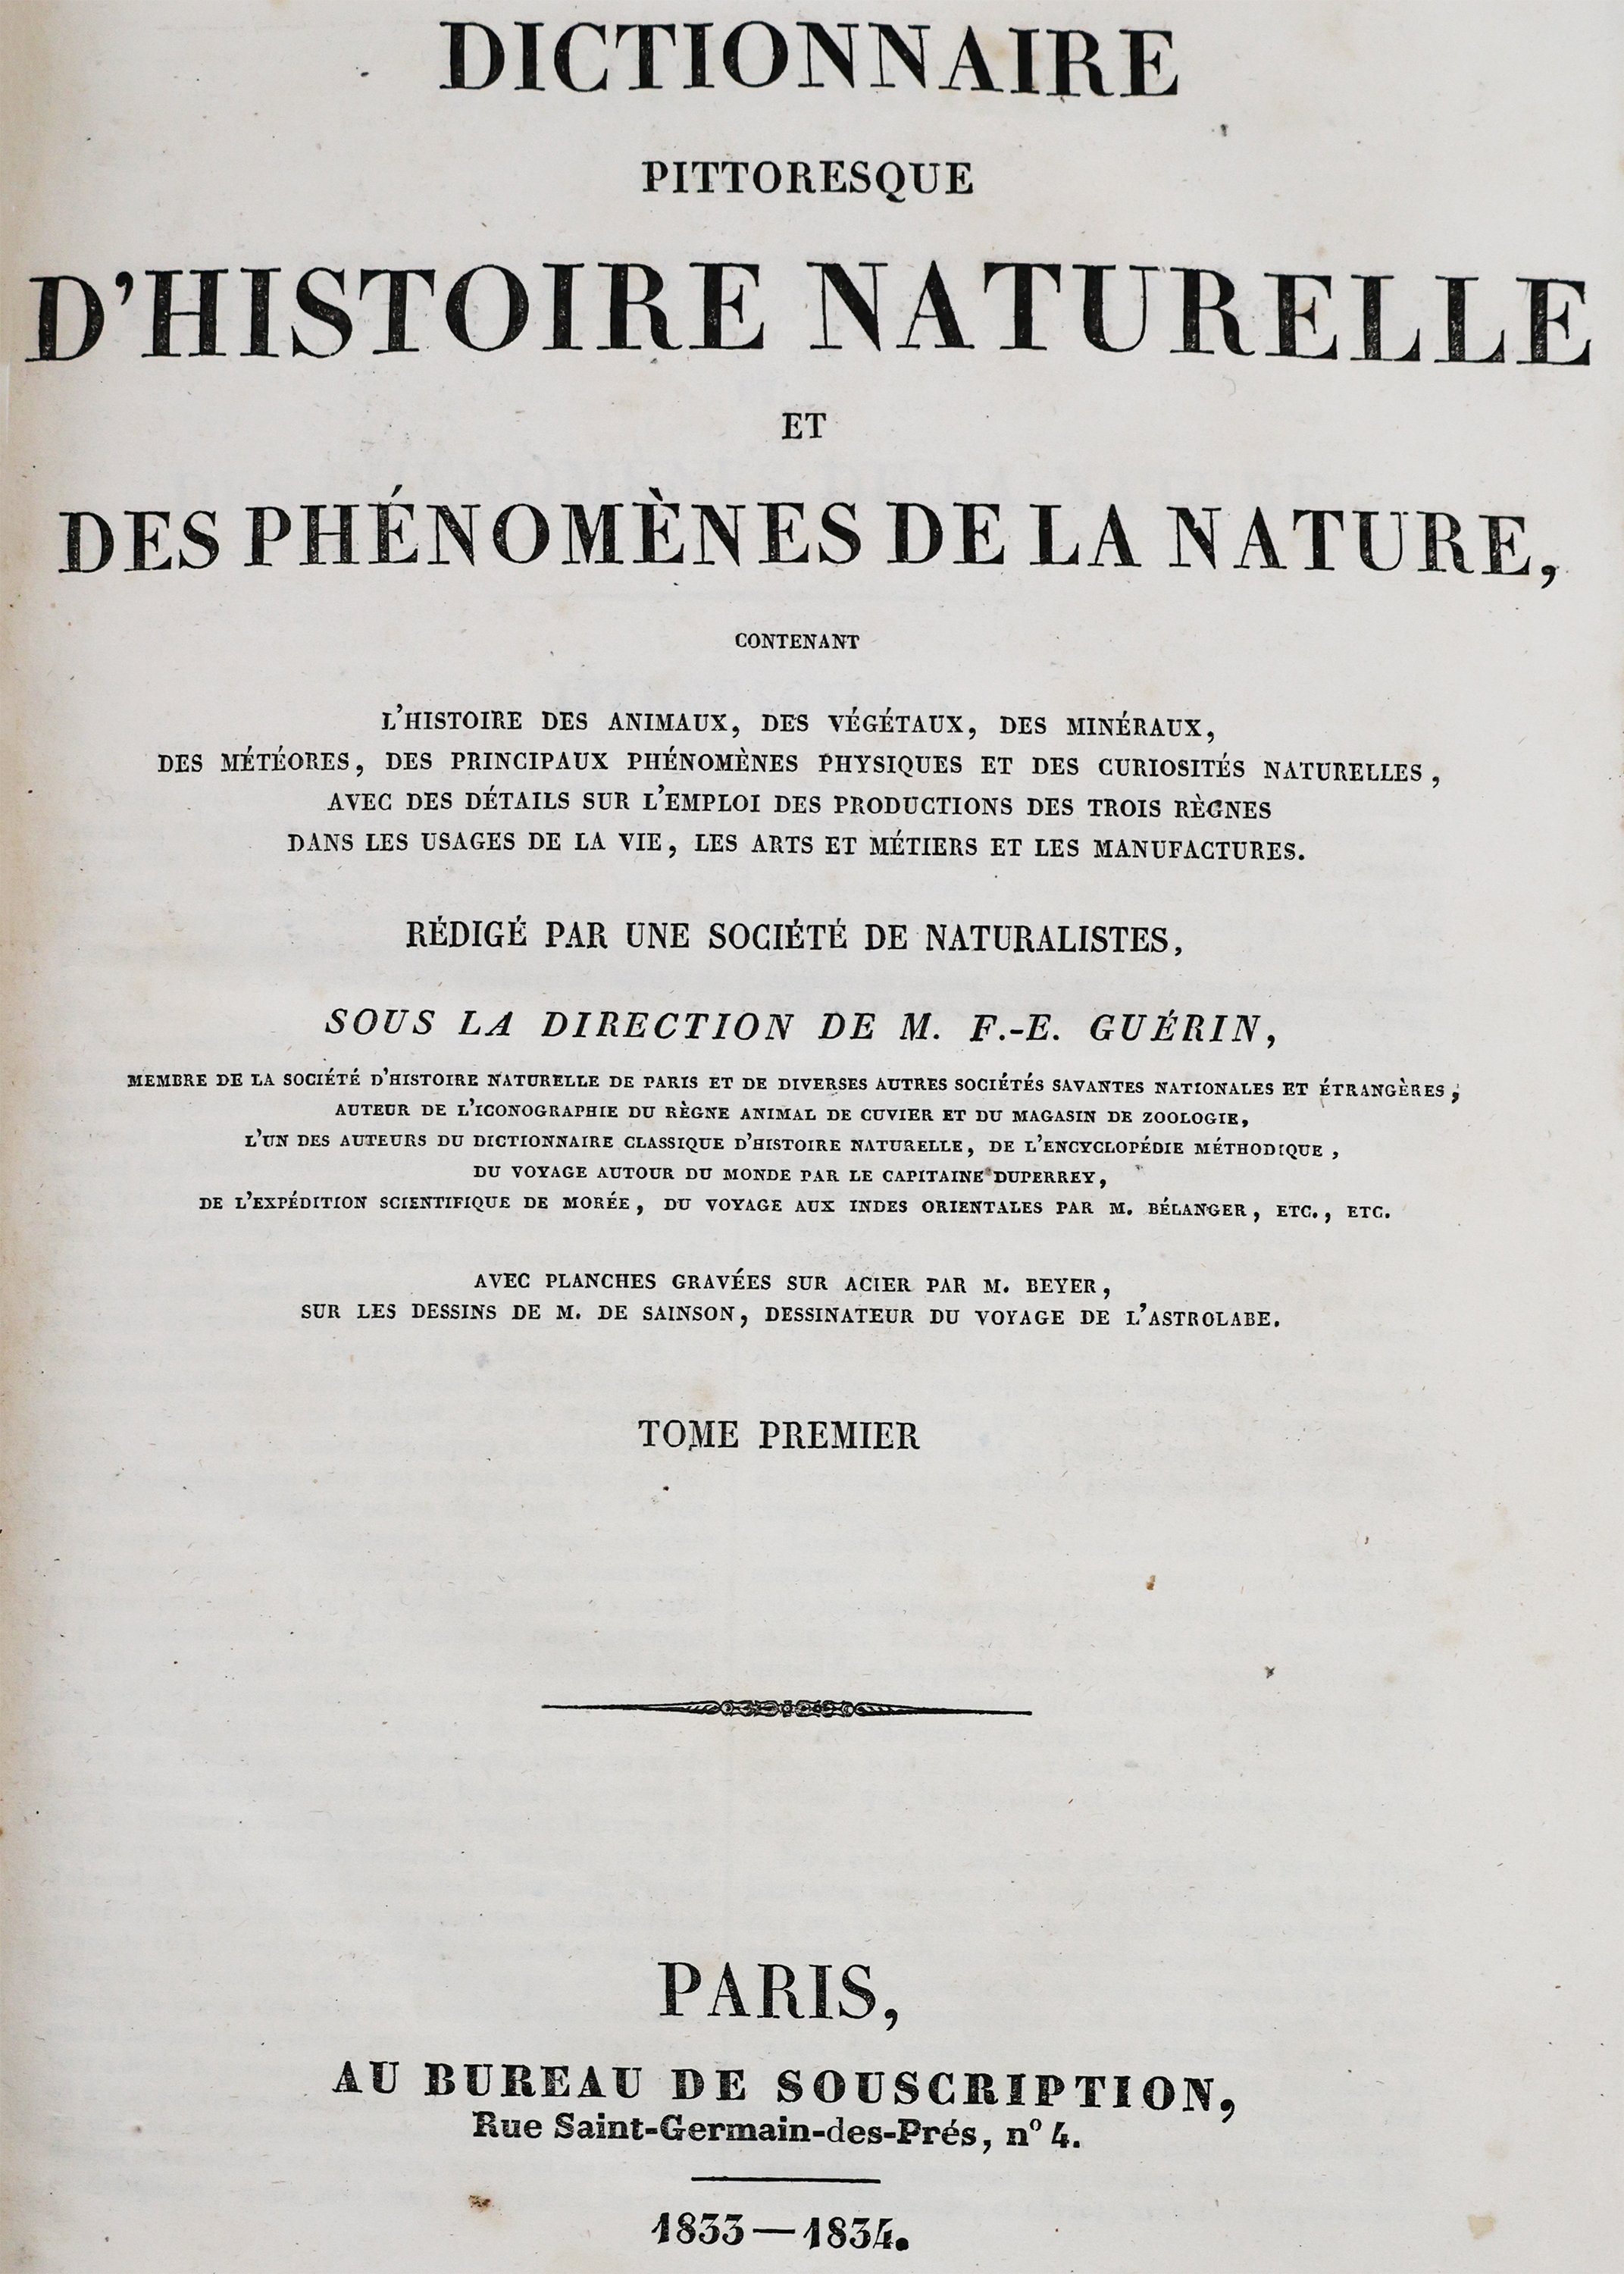 DICTIONNAIRE
PITTORESQUE
D'HISTOIRE NATURELLE
ET
DES PHÉNOMÈNES DE LA NATURE,
CONTENANT
L'HISTOIRE DES ANIMAUX, DES VÉGÉTAUX, DES MINÉRAUX,
DES MÉTÉORES, DES PRINCIPAUX PHÉNOMÈNES PHYSIQUES ET DES CURIOSITÉS NATURELLES,
AVEC DES DÉTAILS SUR L'EMPLOI DES PRODUCTIONS DES TROIS RÈGNES
DANS LES USAGES DE LA VIE, LES ARTS ET MÉTIERS ET LES MANUFACTURES.
RÉDIGÉ PAR UNE SOCIÉTÉ DE NATURALISTES,
SOUS LA DIRECTION DE M. F.-E. GUÉRIN,
MEMBRE DE LA SOCIÉTÉ D'HISTOIRE NATURELLE DE PARIS ET DE DIVERSES AUTRES SOCIÉTÉS SAVANTES NATIONALES ET ÉTRANGÈRES;
AUTEUR DE L'ICONOGRAPHIE DU RÈGNE ANIMAL DE CUVIER ET DU MAGASIN DE ZOOLOGIE,
L'UN DES AUTEURS DU DICTIONNAIRE CLASSIQUE D'HISTOIRE NATURELLE, DE L'ENCYCLOPÉDIE MÉTHODIQUE,
DU VOYAGE AUTOUR DU MONDE PAR LE CAPITAINE DUPERREY,
DE L'EXPÉDITION SCIENTIFIQUE DE MORÉE, DU VOYAGE AUX INDES ORIENTALES PAR M. BÉLANGER, ETC., ETC.
AVEC PLANCHES GRAVÉES SUR ACIER PAR M. BEYER,
SUR LES DESSINS DE M. DE SAINSON, DESSINATEUR DU VOYAGE DE L'ASTROLABE.
TOME PREMIER
PARIS,
AU BUREAU DE SOUSCRIPTION,
Rue Saint-Germain-des-Prés, nº 4.
1833—1834.